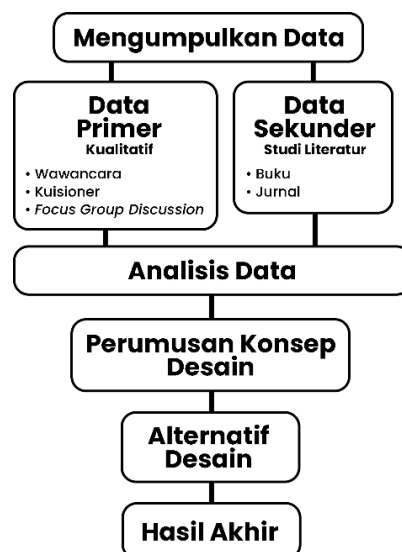 Mengumpulkan Data
Data
Primer
Kualitatif
• Wawancara
• Kuisioner
• Focus Group Discussion
Data
Sekunder
Studi Literatur
• Buku
• Jurnal
Analisis Data
Perumusan Konsep
Desain
Alternatif
Desain
Hasil Akhir